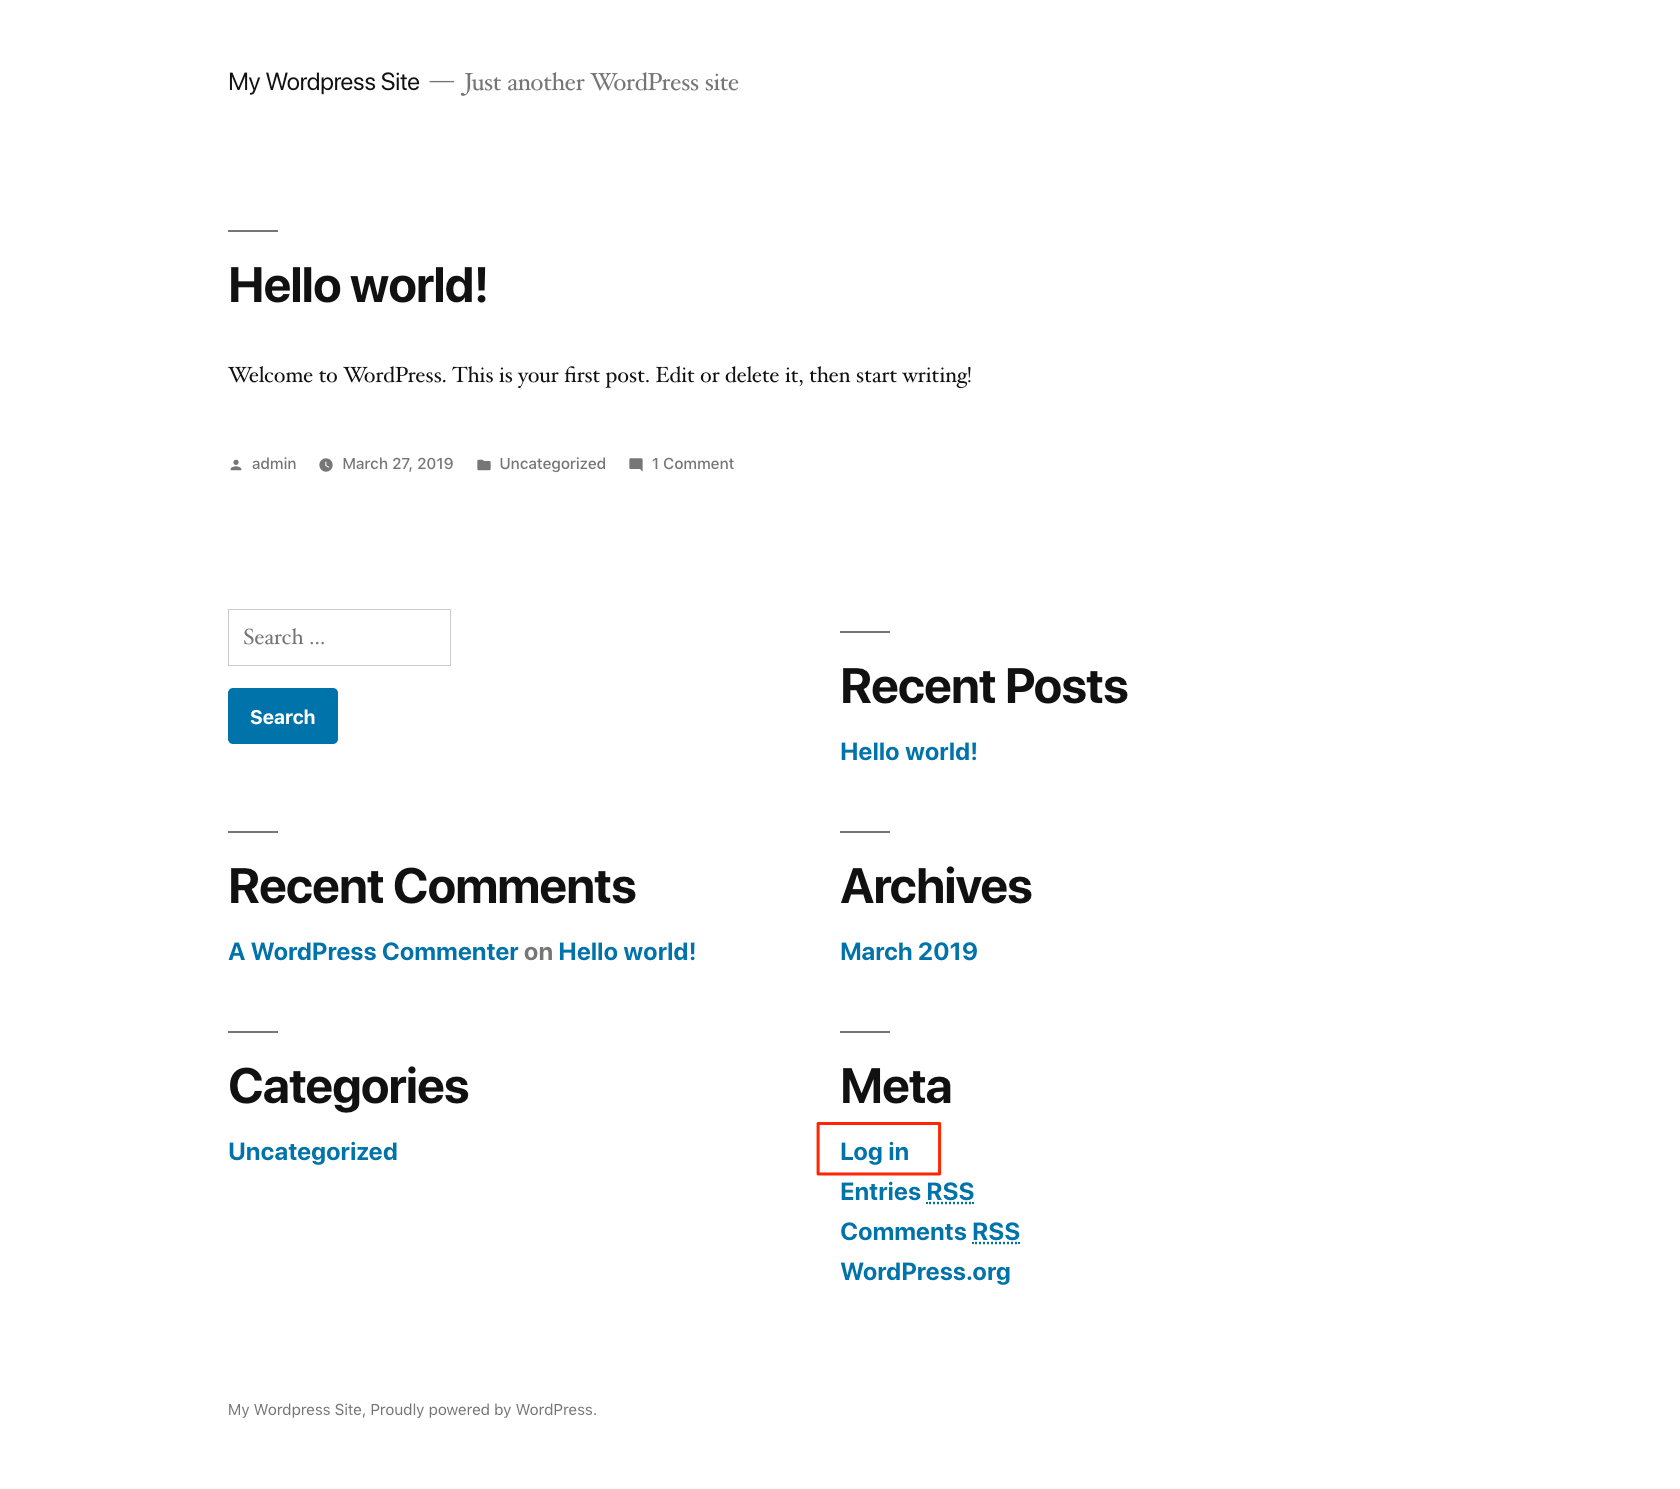 My Wordpress Site — Just another WordPress site
Hello world!
Welcome to WordPress. This is your first post. Edit or delete it, then start writing!
admin March 27, 2019 Uncategorized 1 Comment
Search ...
Search
Recent Posts
Hello world!
Recent Comments
A WordPress Commenter on Hello world!
Archives
March 2019
Categories
Uncategorized
Meta
Log in
Entries RSS
Comments RSS
WordPress.org
My Wordpress Site, Proudly powered by WordPress.